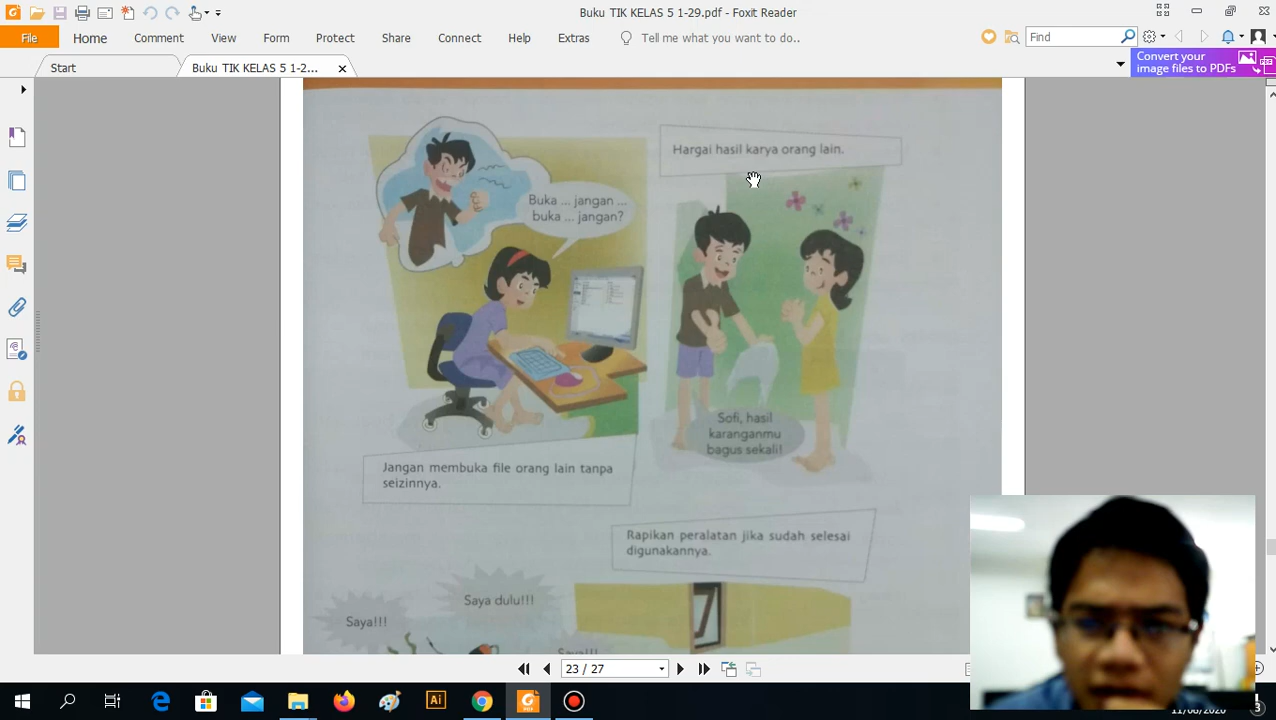 Buku TIK KELAS 5 1-29.pdf - Foxit Reader
File Home Comment View Form Protect Share Connect Help Extras Tell me what you want to do.. Find
Start Buku TIK KELAS 5 1-2...
Convert your
image files to PDFs
Hargai hasil karya orang lain.
Buka ... jangan ...
buka ... jangan?
Sofi, hasil
karanganmu
bagus sekali!
Jangan membuka file orang lain tanpa
seizinnya.
Rapikan peralatan jika sudah selesai
digunakannya.
Saya dulu!!!
Saya!!!
Saya!!!
23 / 27
Ai
11/08/2020